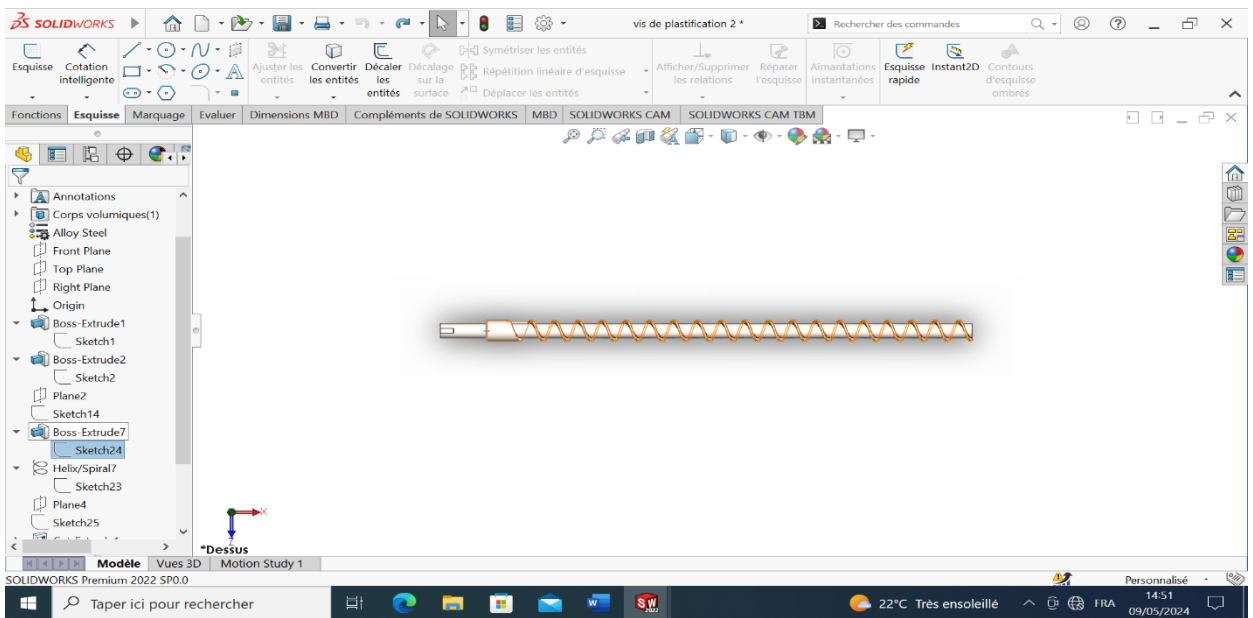 SOLIDWORKS
vis de plastification 2 *
Rechercher des commandes
Esquisse
Cotation intelligente
Ajuster les entités
Convertir les entités
Décaler les entités
Décalage sur la surface
Symétriser les entités
Répétition linéaire d'esquisse
Déplacer les entités
Afficher/Supprimer les relations
Réparer l'esquisse
Aimantations instantanées
Esquisse rapide
Instant2D
Contours d'esquisse ombrés
Fonctions Esquisse Marquage Evaluer Dimensions MBD Compléments de SOLIDWORKS MBD SOLIDWORKS CAM SOLIDWORKS CAM TBM
Annotations
Corps volumiques(1)
Alloy Steel
Front Plane
Top Plane
Right Plane
Origin
Boss-Extrude1
Sketch1
Boss-Extrude2
Sketch2
Plane2
Sketch14
Boss-Extrude7
Sketch24
Helix/Spiral7
Sketch23
Plane4
Sketch25
X
Z
*Dessus
Modèle Vues 3D Motion Study 1
SOLIDWORKS Premium 2022 SP0.0
Personnalisé -
Taper ici pour rechercher
22°C Très ensoleillé
FRA
14:51
09/05/2024